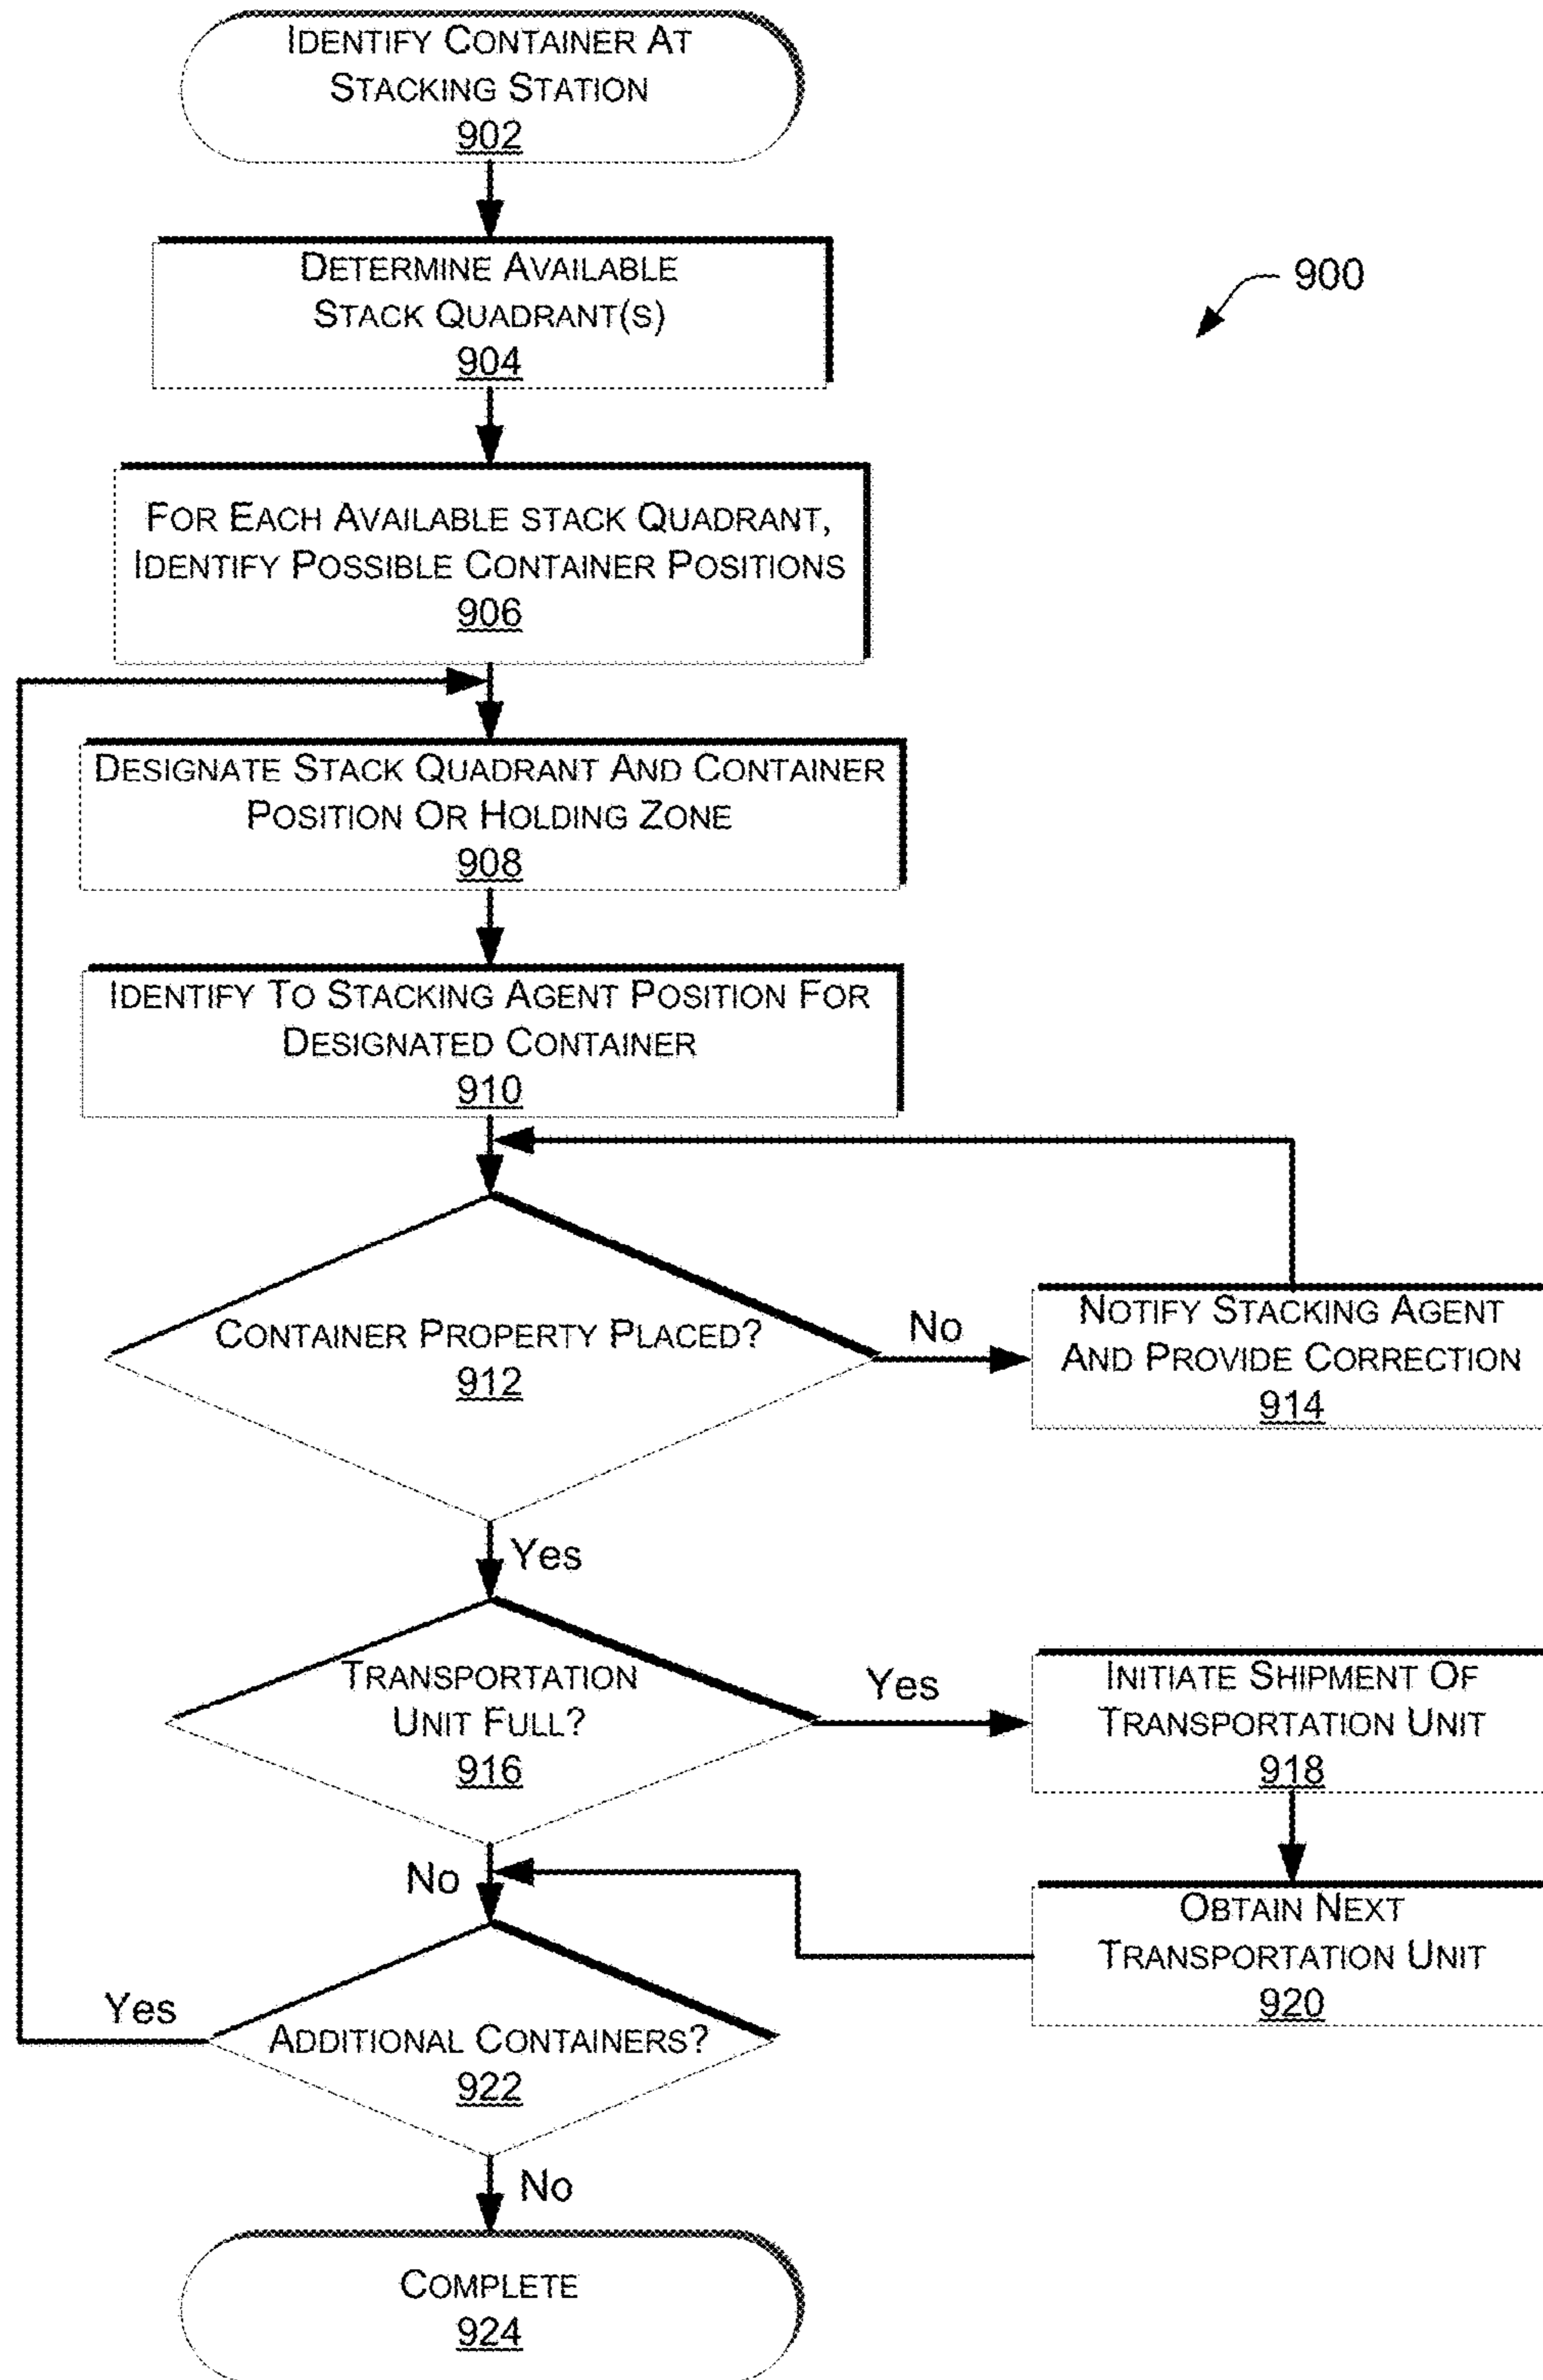 IDENTIFY CONTAINER AT
STACKING STATION
902
DETERMINE AVAILABLE
STACK QUADRANT(S)
904
900
FOR EACH AVAILABLE STACK QUADRANT,
IDENTIFY POSSIBLE CONTAINER POSITIONS
906
DESIGNATE STACK QUADRANT AND CONTAINER
POSITION OR HOLDING ZONE
908
IDENTIFY TO STACKING AGENT POSITION FOR
DESIGNATED CONTAINER
910
CONTAINER PROPERTY PLACED?
912
No
NOTIFY STACKING AGENT
AND PROVIDE CORRECTION
914
Yes
TRANSPORTATION
UNIT FULL?
916
Yes
INITIATE SHIPMENT OF
TRANSPORTATION UNIT
918
No
OBTAIN NEXT
TRANSPORTATION UNIT
920
Yes
ADDITIONAL CONTAINERS?
922
No
COMPLETE
924